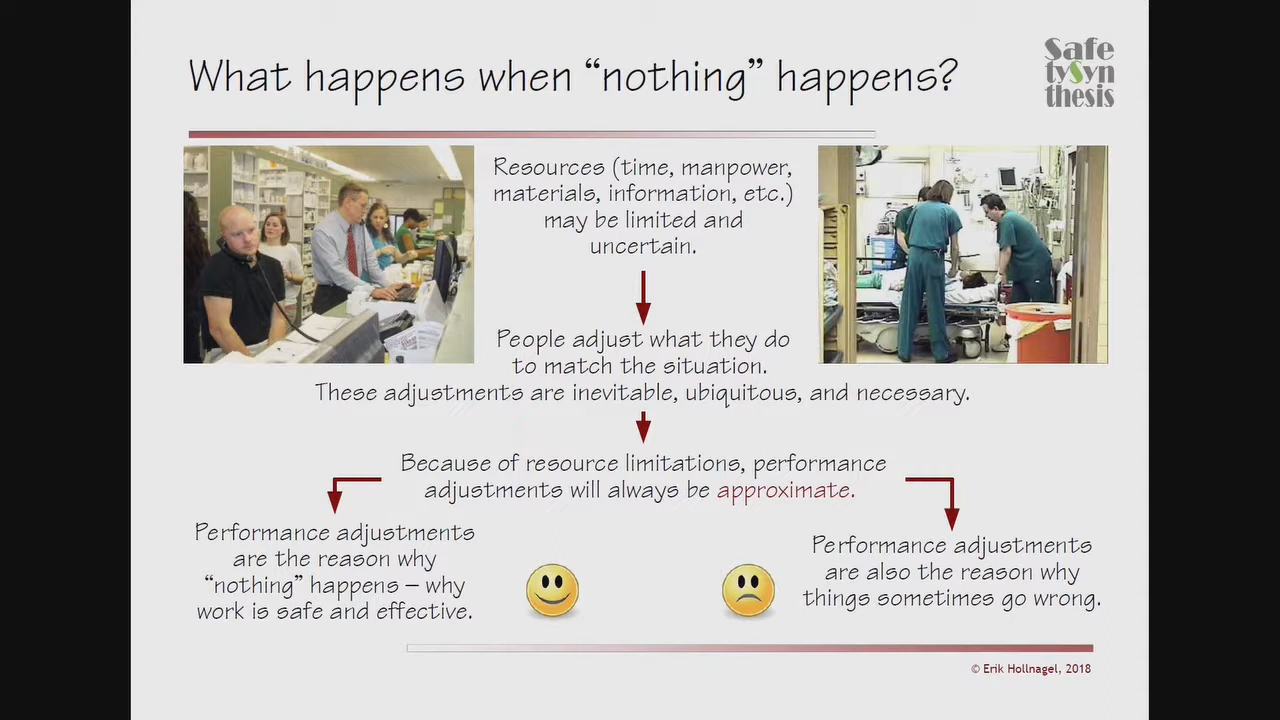 What happens when “nothing” happens?
Safe
tySyn
thesis
Resources (time, manpower,
materials, information, etc.)
may be limited and
uncertain.
People adjust what they do
to match the situation.
These adjustments are inevitable, ubiquitous, and necessary.
Because of resource limitations, performance
adjustments will always be approximate.
Performance adjustments
are the reason why
“nothing” happens – why
work is safe and effective.
Performance adjustments
are also the reason why
things sometimes go wrong.
© Erik Hollnagel, 2018